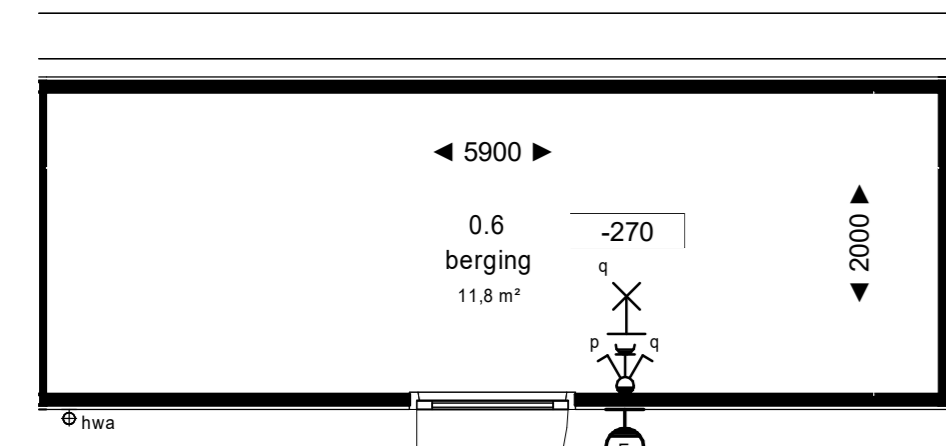 ◄ 5900 ►
0.6
berging
11,8 m²
-270
◄ 2000 ►
q
p
q
hwa